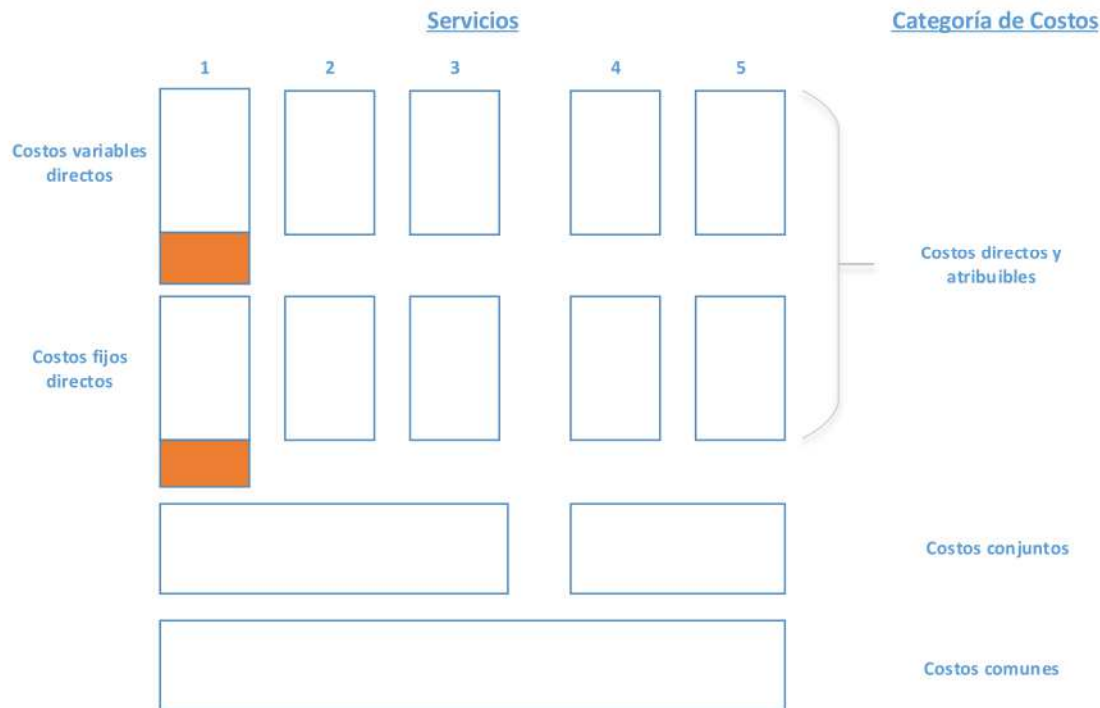 Servicios
Categoría de Costos
1
2
3
4
5
Costos variables
directos
Costos directos y
atribuibles
Costos fijos
directos
Costos conjuntos
Costos comunes